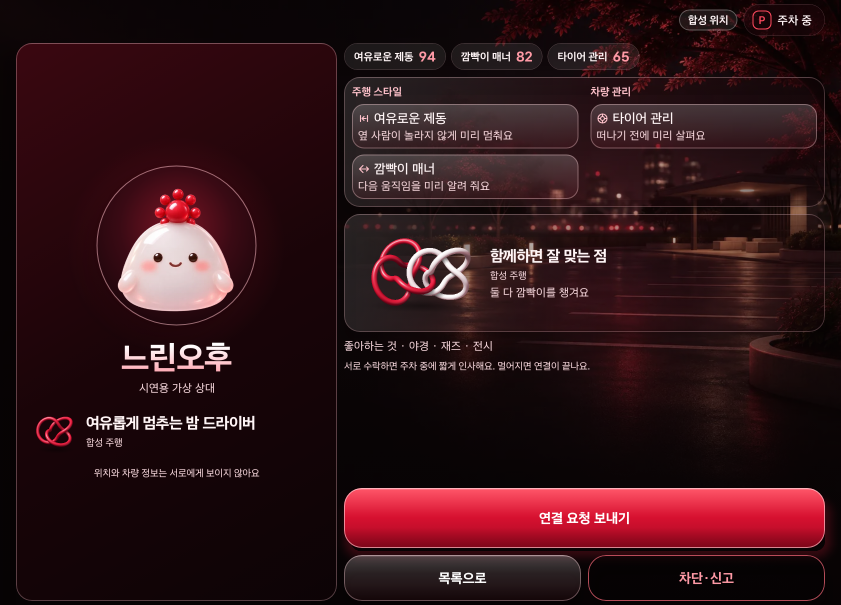 합성 위치
P 주차 중
느린오후
시연용 가상 상대
여유롭게 멈추는 밤 드라이버
합성 주행
위치와 차량 정보는 서로에게 보이지 않아요
여유로운 제동 94 깜빡이 매너 82 타이어 관리 65
주행 스타일
여유로운 제동
옆 사람이 놀라지 않게 미리 멈춰요
깜빡이 매너
다음 움직임을 미리 알려 줘요
차량 관리
타이어 관리
떠나기 전에 미리 살펴요
함께하면 잘 맞는 점
합성 주행
둘 다 깜빡이를 챙겨요
좋아하는 것 · 야경 · 재즈 · 전시
서로 수락하면 주차 중에 짧게 인사해요. 멀어지면 연결이 끝나요.
연결 요청 보내기
목록으로
차단·신고